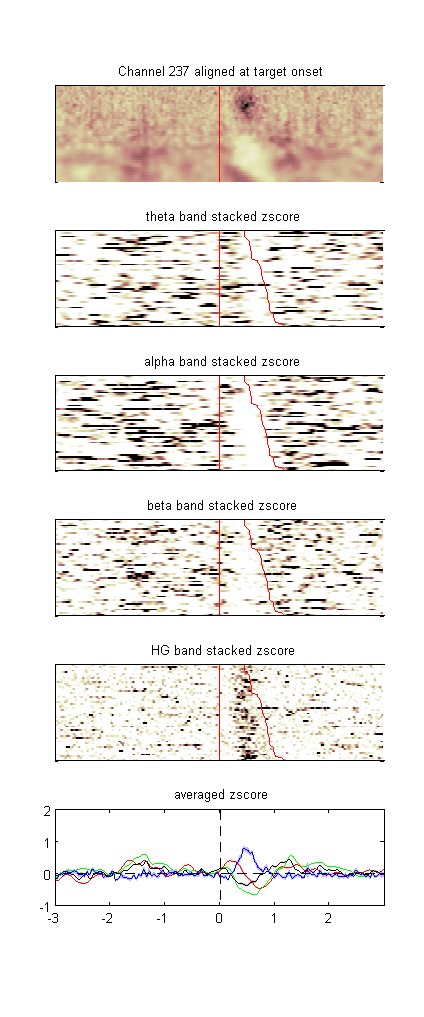 Channel 237 aligned at target onset
theta band stacked zscore
alpha band stacked zscore
beta band stacked zscore
HG band stacked zscore
averaged zscore
2
1
0
-1
-3 -2 -1 0 1 2